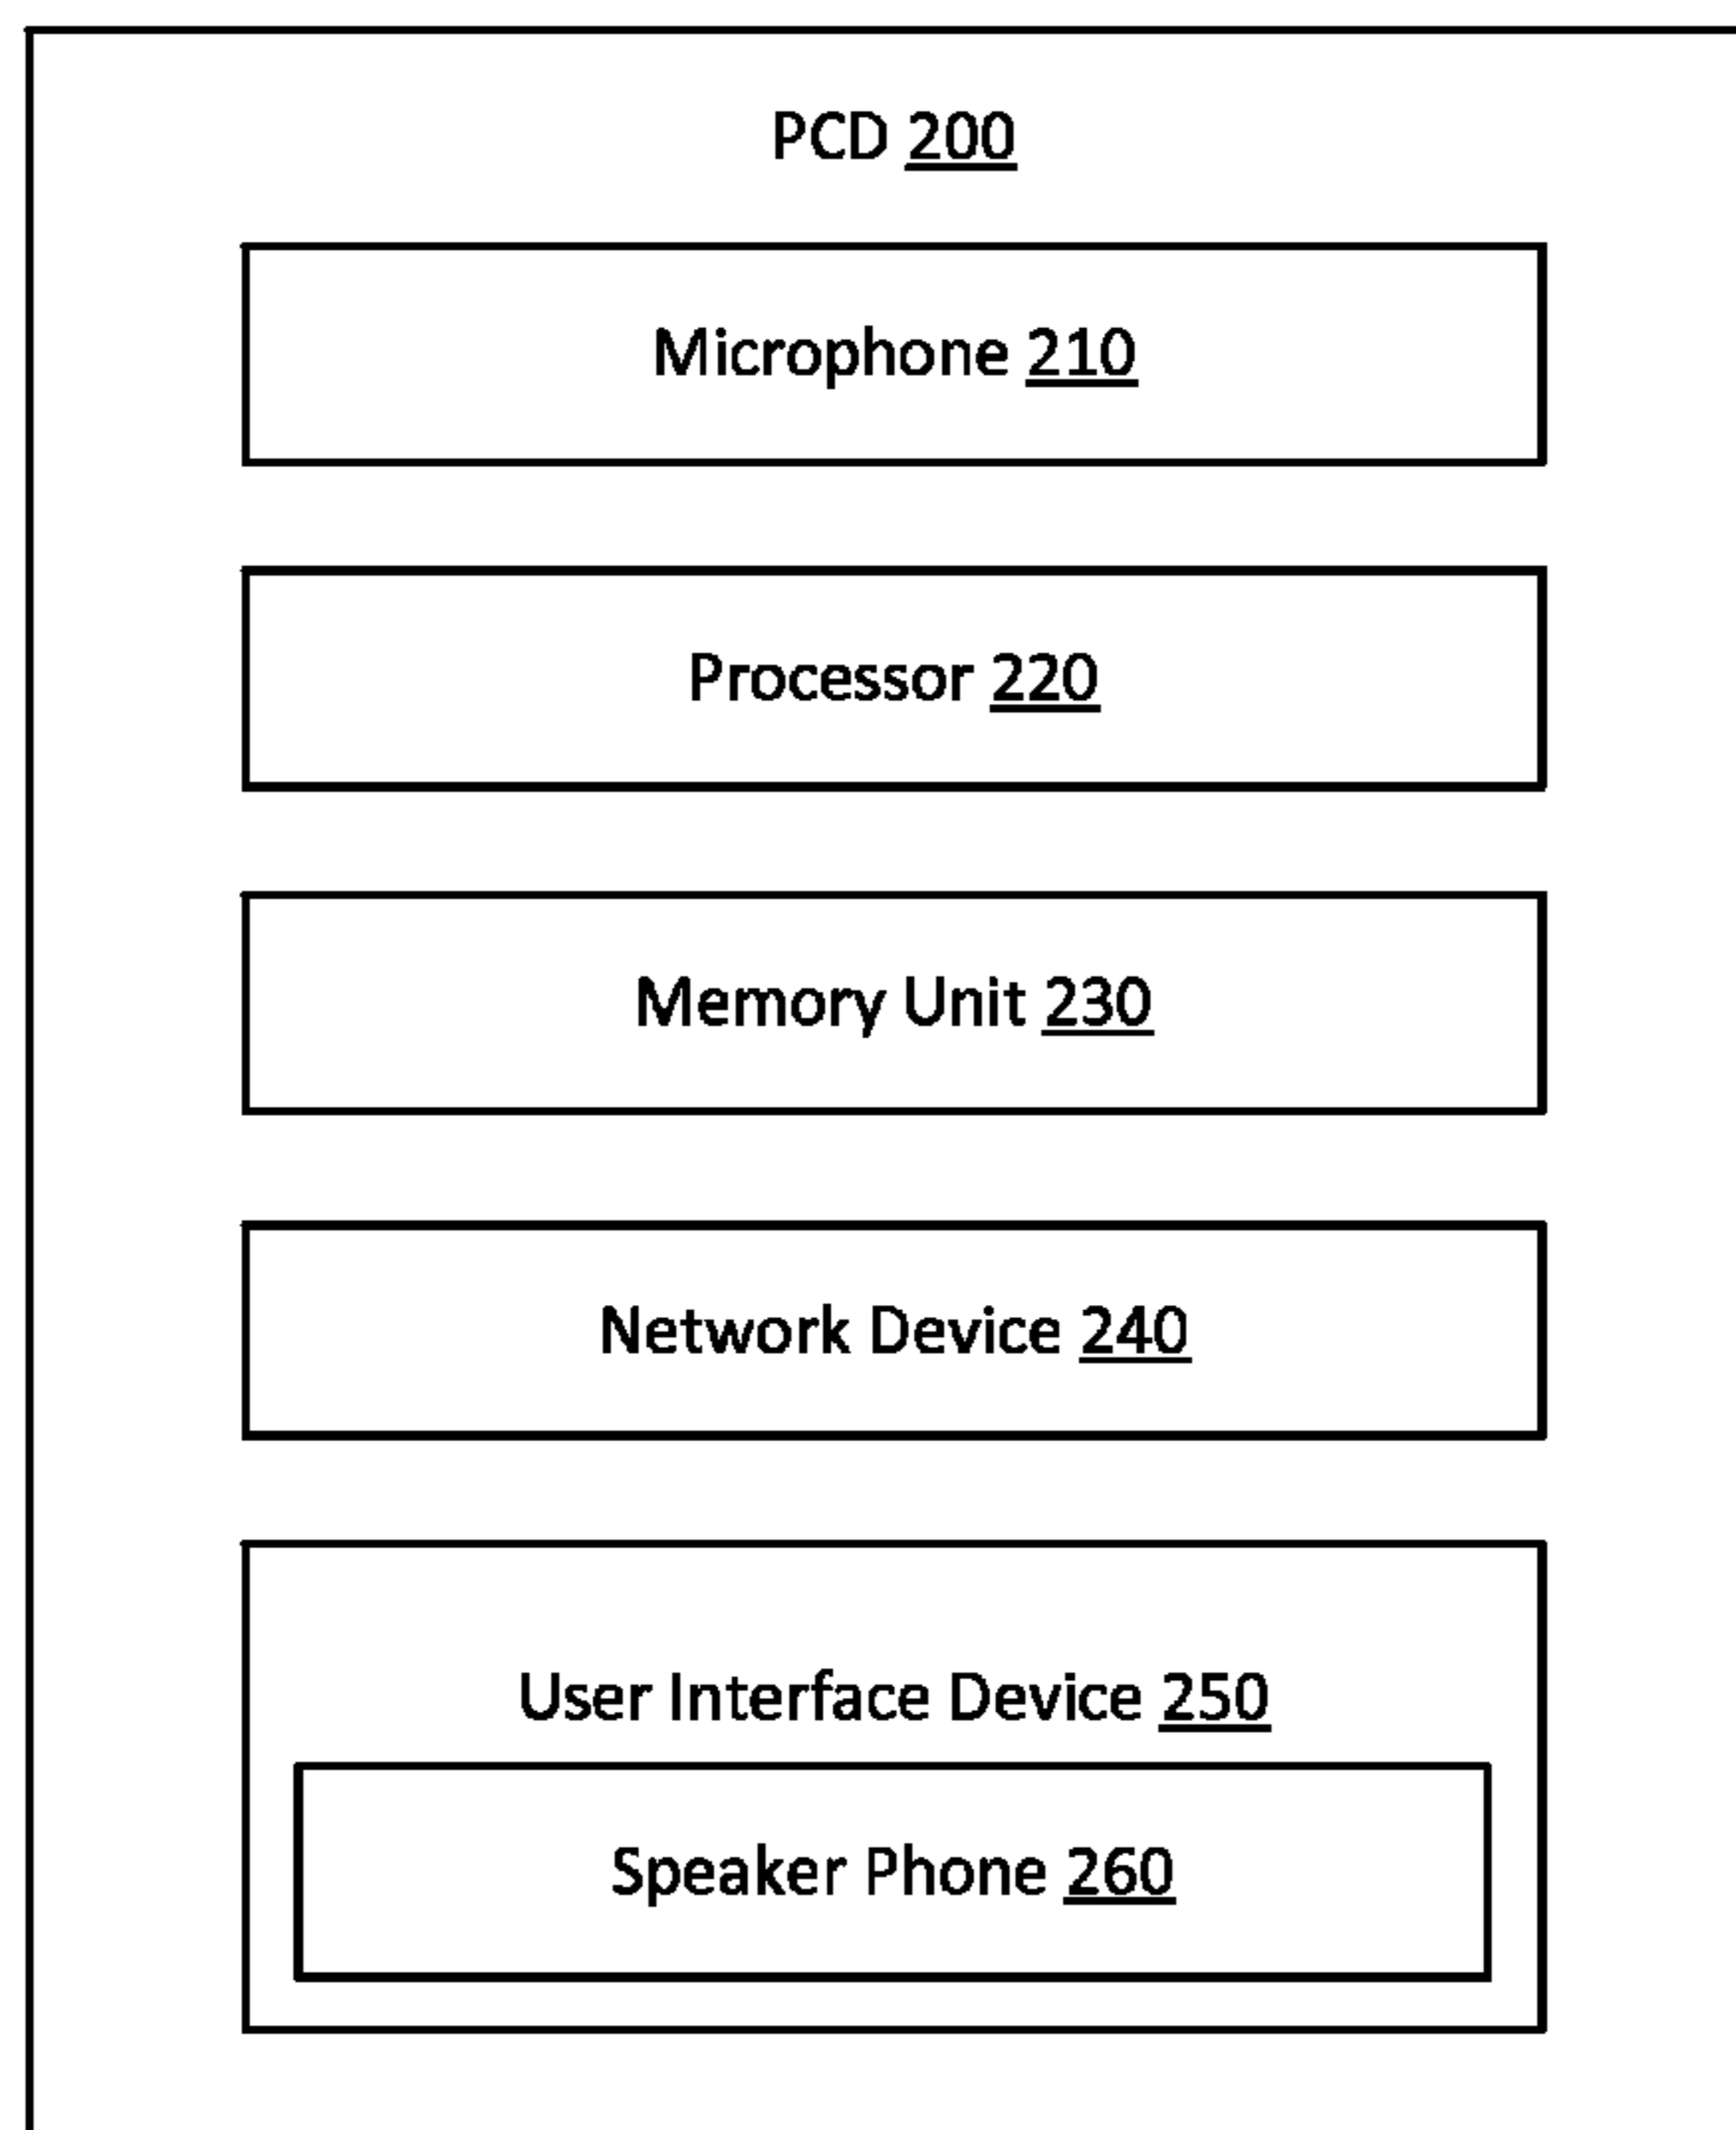 PCD 200
Microphone 210
Processor 220
Memory Unit 230
Network Device 240
User Interface Device 250
Speaker Phone 260